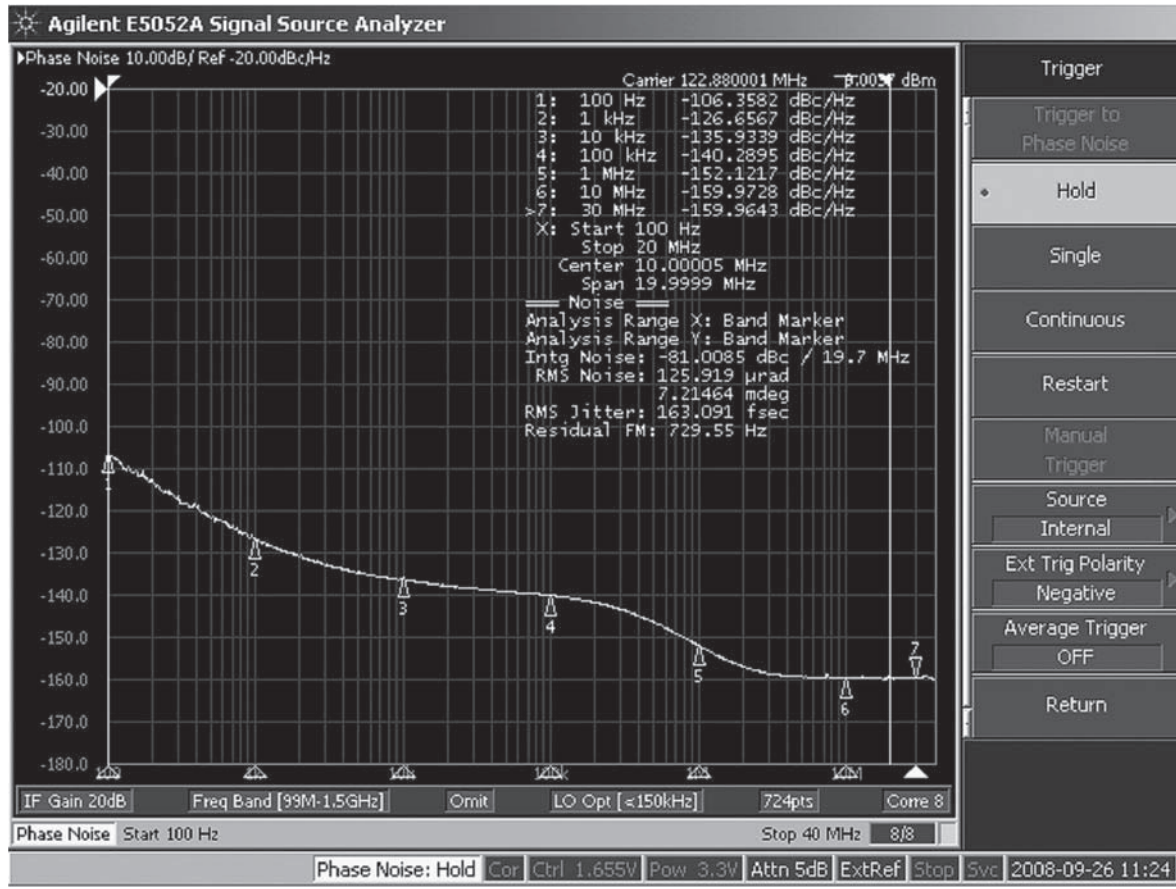 Agilent E5052A Signal Source Analyzer
Phase Noise 10.00dB/ Ref -20.00dBc/Hz
Carrier 122.880001 MHz dBm
1: 100 Hz -106.3582 dBc/Hz
2: 1 kHz -126.6567 dBc/Hz
3: 10 kHz -135.9339 dBc/Hz
4: 100 kHz -140.2895 dBc/Hz
5: 1 MHz -152.1217 dBc/Hz
6: 10 MHz -159.9728 dBc/Hz
>7: 30 MHz -159.9643 dBc/Hz
X: Start 100 Hz
Stop 20 MHz
Center 10.00005 MHz
Span 19.9999 MHz
Noise
Analysis Range X: Band Marker
Analysis Range Y: Band Marker
Intg Noise: -81.0085 dBc / 19.7 MHz
RMS Noise: 125.919 µrad
7.21464 mdeg
RMS Jitter: 163.091 fsec
Residual FM: 729.55 Hz
-20.00
-30.00
-40.00
-50.00
-60.00
-70.00
-80.00
-90.00
-100.0
-110.0
-120.0
-130.0
-140.0
-150.0
-160.0
-170.0
-180.0
1
2
3
4
5
6
7
IF Gain 20dB
Freq Band [99M-1.5GHz]
Omit
LO Opt [<150kHz]
724pts
Corre 8
Phase Noise Start 100 Hz
Stop 40 MHz 8/8
Trigger
Trigger to
Phase Noise
Hold
Single
Continuous
Restart
Manual
Trigger
Source
Internal
Ext Trig Polarity
Negative
Average Trigger
OFF
Return
Phase Noise: Hold Cor Ctrl 1.655V Pow 3.3V Attn 5dB ExtRef Stop Svc 2008-09-26 11:24